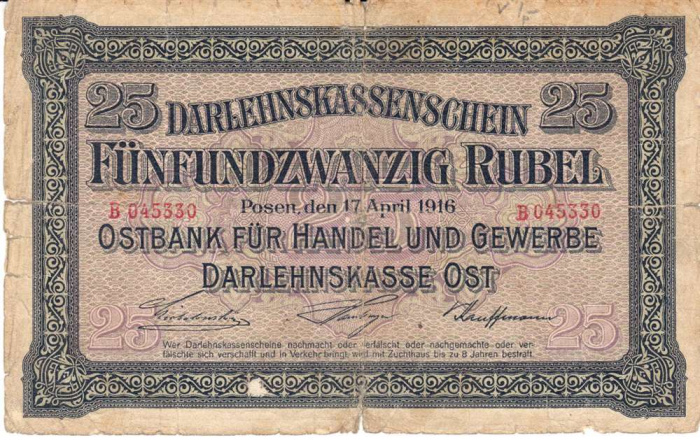 25 DARLEHNSKASSENSCHEIN 25
FÜNFUNDZWANZIG RUBEL
B 045330 Posen, den 17 April 1916 B 045330
OSTBANK FÜR HANDEL UND GEWERBE
DARLEHNSKASSE OST
Kauffmann
25 25
Wer Darlehnskassenscheine nachmacht oder verfälscht oder nachgemachte oder ver-
fälschte sich verschafft und in Verkehr bringt, wird mit Zuchthaus bis zu 8 Jahren bestraft.